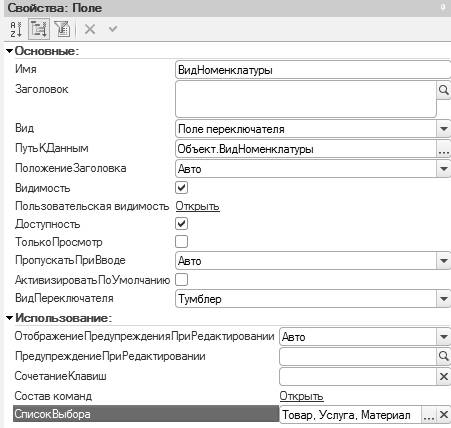 Свойства: Поле
Основные:
Имя ВидНоменклатуры
Заголовок
Вид Поле переключателя
ПутьКДанным Объект.ВидНоменклатуры ...
ПоложениеЗаголовка Авто
Видимость
Пользовательская видимость Открыть
Доступность
ТолькоПросмотр
ПропускатьПриВводе Авто
АктивизироватьПоУмолчанию
ВидПереключателя Тумблер
Использование:
ОтображениеПредупрежденияПриРедактировании Авто
ПредупреждениеПриРедактировании
СочетаниеКлавиш
Состав команд Открыть
СписокВыбора Товар, Услуга, Материал ...